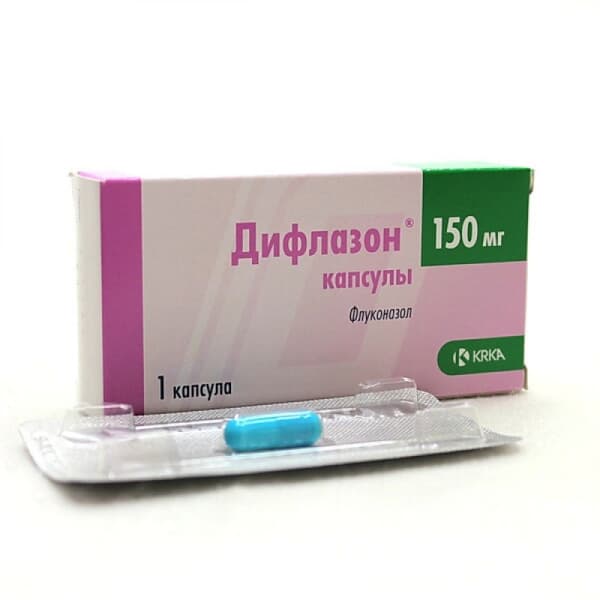 Дифлазон®
капсулы
Флуконазол
150 мг
KRKA
1 капсула